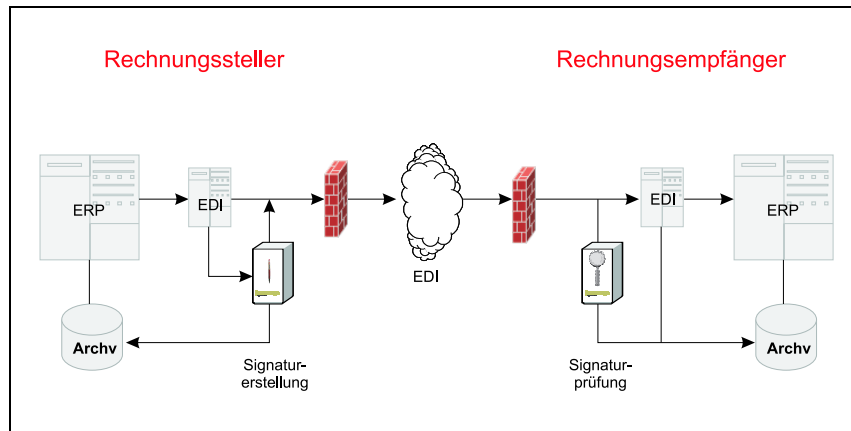 Rechnungssteller
Rechnungsempfänger
ERP
EDI
EDI
EDI
ERP
Archv
Signatur-
erstellung
Signatur-
prüfung
Archv